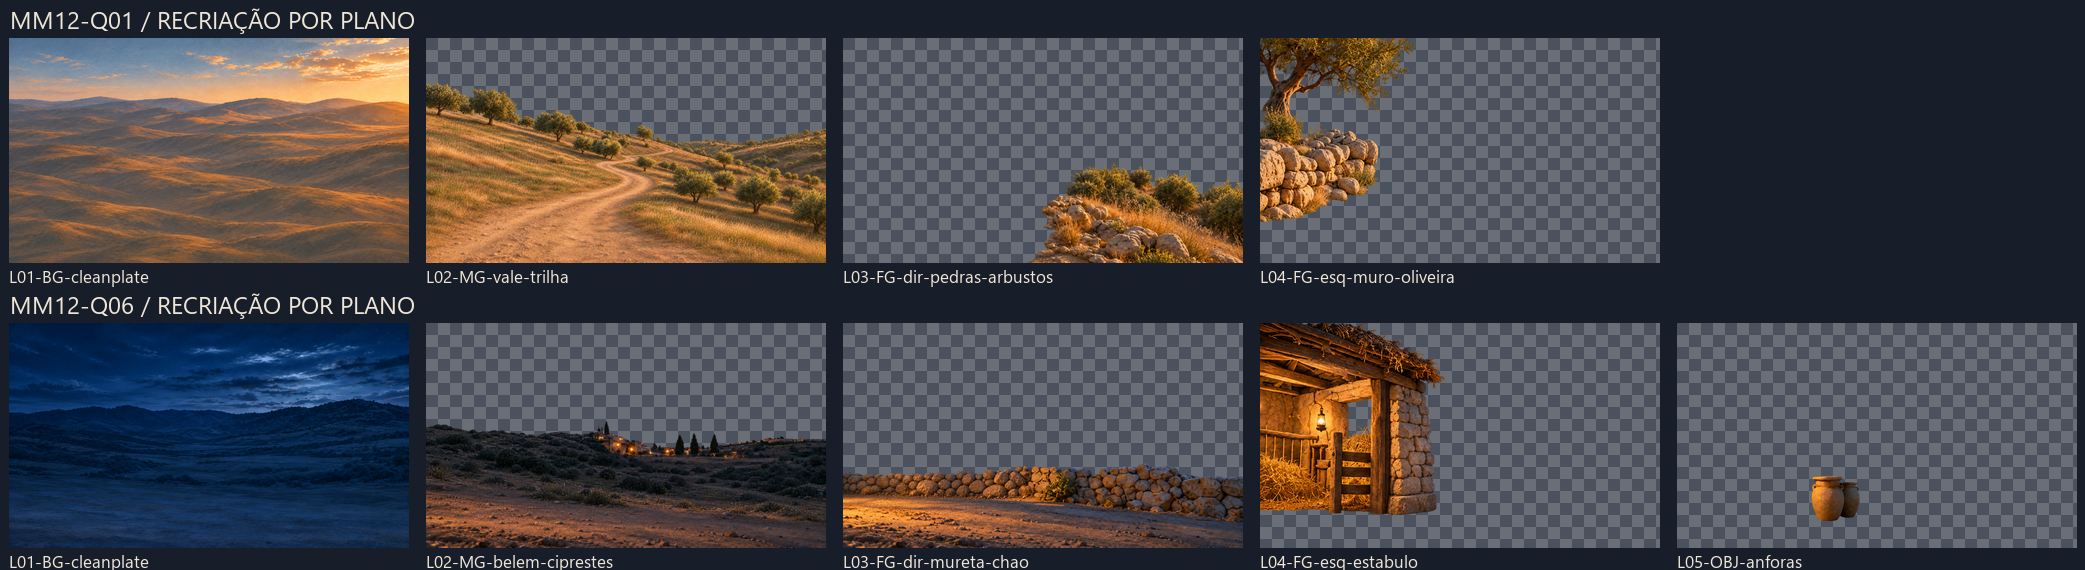 MM12-Q01 / RECRIAÇÃO POR PLANO
L01-BG-cleanplate
L02-MG-vale-trilha
L03-FG-dir-pedras-arbustos
L04-FG-esq-muro-oliveira
MM12-Q06 / RECRIAÇÃO POR PLANO
L01-BG-cleanplate
L02-MG-belem-ciprestes
L03-FG-dir-mureta-chao
L04-FG-esq-estabulo
L05-OBJ-anforas